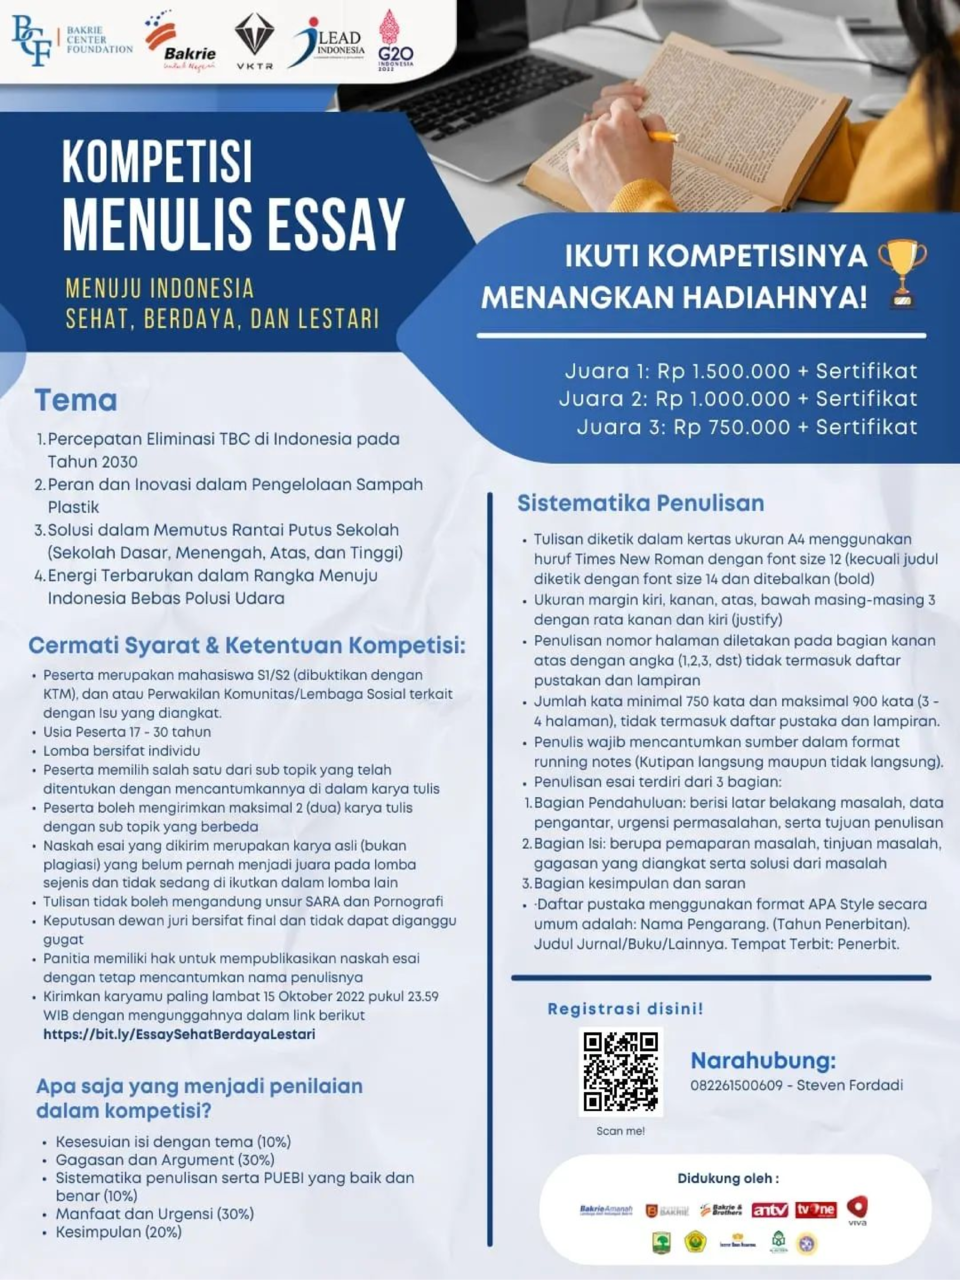 BCF BAKRIE CENTER FOUNDATION
Bakrie
Untuk Negeri
VKTR
iLEAD INDONESIA
G20
INDONESIA
2022
KOMPETISI
MENULIS ESSAY
MENUJU INDONESIA
SEHAT, BERDAYA, DAN LESTARI
IKUTI KOMPETISINYA
MENANGKAN HADIAHNYA!
Juara 1: Rp 1.500.000 + Sertifikat
Juara 2: Rp 1.000.000 + Sertifikat
Juara 3: Rp 750.000 + Sertifikat
Tema
1. Percepatan Eliminasi TBC di Indonesia pada
Tahun 2030
2. Peran dan Inovasi dalam Pengelolaan Sampah
Plastik
3. Solusi dalam Memutus Rantai Putus Sekolah
(Sekolah Dasar, Menengah, Atas, dan Tinggi)
4. Energi Terbarukan dalam Rangka Menuju
Indonesia Bebas Polusi Udara
Cermati Syarat & Ketentuan Kompetisi:
• Peserta merupakan mahasiswa S1/S2 (dibuktikan dengan
KTM), dan atau Perwakilan Komunitas/Lembaga Sosial terkait
dengan Isu yang diangkat.
• Usia Peserta 17 - 30 tahun
• Lomba bersifat individu
• Peserta memilih salah satu dari sub topik yang telah
ditentukan dengan mencantumkannya di dalam karya tulis
• Peserta boleh mengirimkan maksimal 2 (dua) karya tulis
dengan sub topik yang berbeda
• Naskah esai yang dikirim merupakan karya asli (bukan
plagiasi) yang belum pernah menjadi juara pada lomba
sejenis dan tidak sedang di ikutkan dalam lomba lain
• Tulisan tidak boleh mengandung unsur SARA dan Pornografi
• Keputusan dewan juri bersifat final dan tidak dapat diganggu
gugat
• Panitia memiliki hak untuk mempublikasikan naskah esai
dengan tetap mencantumkan nama penulisnya
• Kirimkan karyamu paling lambat 15 Oktober 2022 pukul 23.59
WIB dengan mengunggahnya dalam link berikut
https://bit.ly/EssaySehatBerdayaLestari
Apa saja yang menjadi penilaian
dalam kompetisi?
• Kesesuian isi dengan tema (10%)
• Gagasan dan Argument (30%)
• Sistematika penulisan serta PUEBI yang baik dan
benar (10%)
• Manfaat dan Urgensi (30%)
• Kesimpulan (20%)
Sistematika Penulisan
• Tulisan diketik dalam kertas ukuran A4 menggunakan
huruf Times New Roman dengan font size 12 (kecuali judul
diketik dengan font size 14 dan ditebalkan (bold)
• Ukuran margin kiri, kanan, atas, bawah masing-masing 3
dengan rata kanan dan kiri (justify)
• Penulisan nomor halaman diletakan pada bagian kanan
atas dengan angka (1,2,3, dst) tidak termasuk daftar
pustakan dan lampiran
• Jumlah kata minimal 750 kata dan maksimal 900 kata (3 -
4 halaman), tidak termasuk daftar pustaka dan lampiran.
• Penulis wajib mencantumkan sumber dalam format
running notes (Kutipan langsung maupun tidak langsung).
• Penulisan esai terdiri dari 3 bagian:
1. Bagian Pendahuluan: berisi latar belakang masalah, data
pengantar, urgensi permasalahan, serta tujuan penulisan
2. Bagian Isi: berupa pemaparan masalah, tinjuan masalah,
gagasan yang diangkat serta solusi dari masalah
3. Bagian kesimpulan dan saran
• ·Daftar pustaka menggunakan format APA Style secara
umum adalah: Nama Pengarang. (Tahun Penerbitan).
Judul Jurnal/Buku/Lainnya. Tempat Terbit: Penerbit.
Registrasi disini!
Scan me!
Narahubung:
082261500609 - Steven Fordadi
Didukung oleh :
BakrieAmanah
BAKRIE
Bakrie & Brothers
antv
tvOne
VIVA